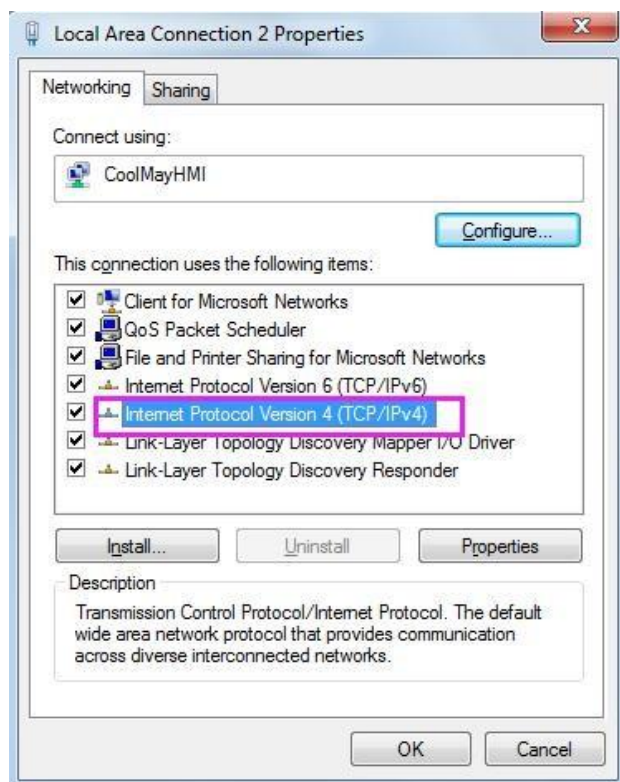 Local Area Connection 2 Properties
Networking
Sharing
Connect using:
CoolMayHMI
Configure...
This connection uses the following items:
Client for Microsoft Networks
QoS Packet Scheduler
File and Printer Sharing for Microsoft Networks
Internet Protocol Version 6 (TCP/IPv6)
Internet Protocol Version 4 (TCP/IPv4)
Link-Layer Topology Discovery Mapper I/O Driver
Link-Layer Topology Discovery Responder
Install...
Uninstall
Properties
Description
Transmission Control Protocol/Internet Protocol. The default
wide area network protocol that provides communication
across diverse interconnected networks.
OK
Cancel